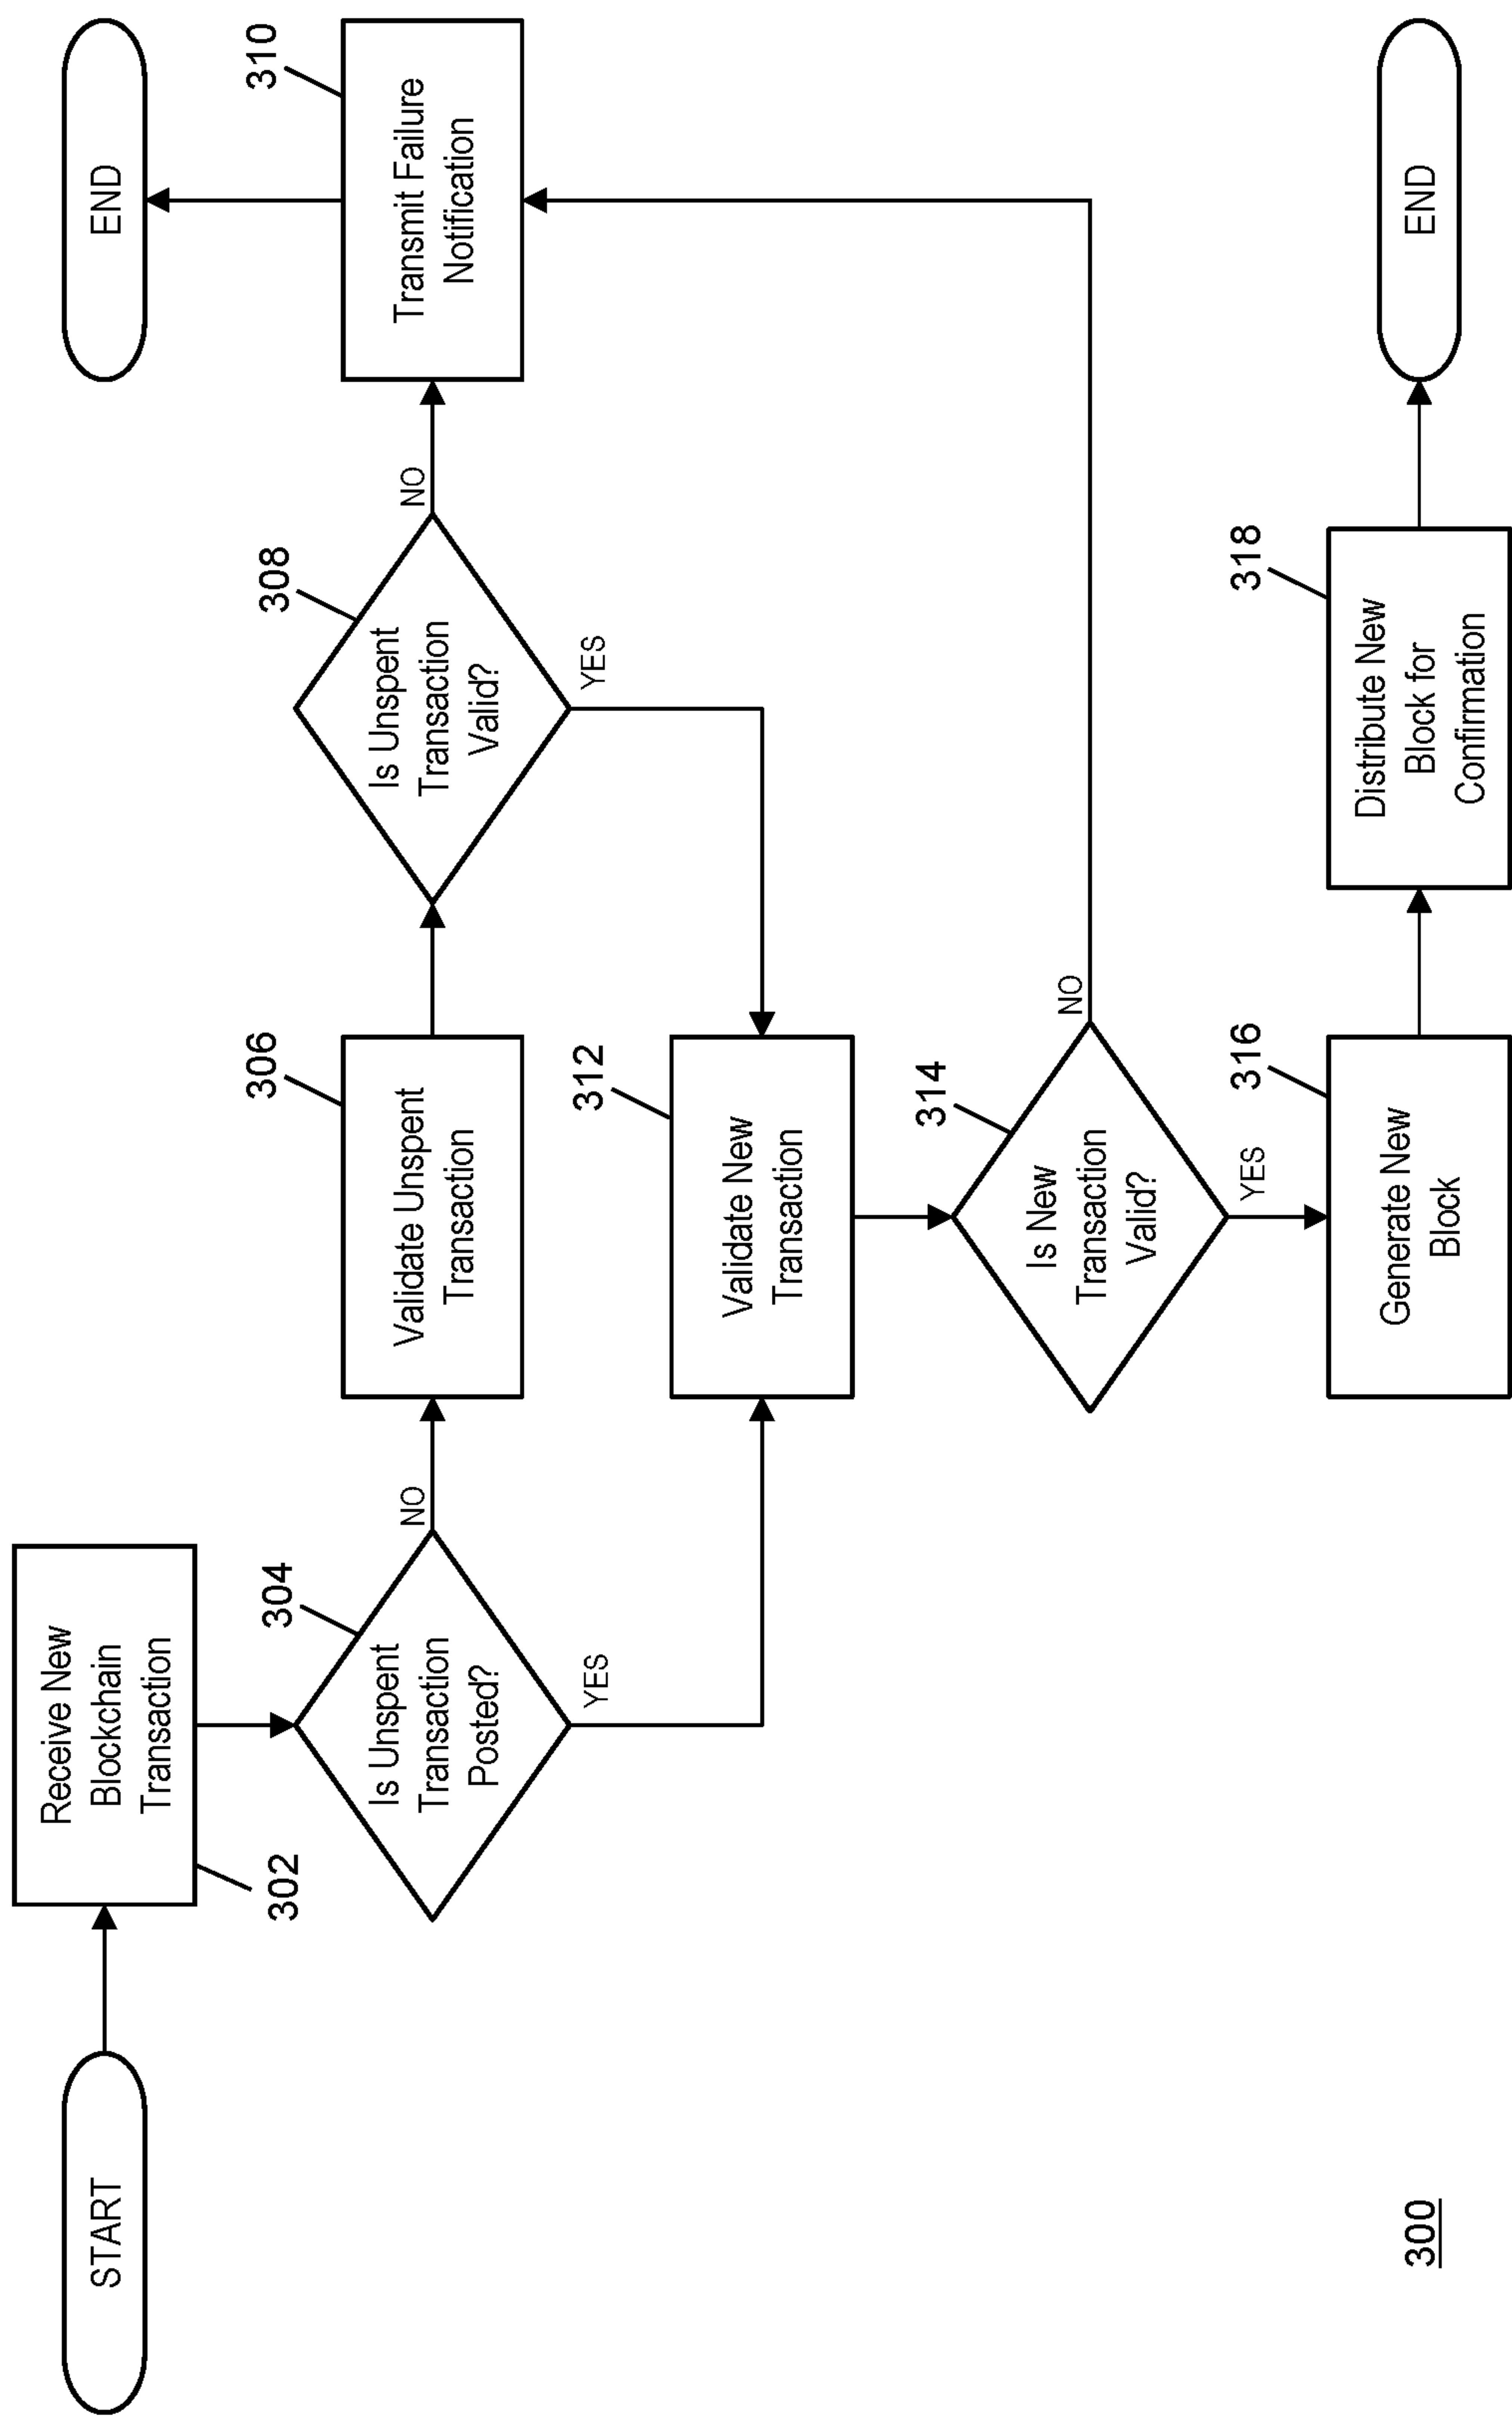 START
Receive New
Blockchain
Transaction
302
304
Is Unspent
Transaction
Posted?
NO
YES
306
Validate Unspent
Transaction
308
Is Unspent
Transaction
Valid?
NO
YES
310
Transmit Failure
Notification
END
312
Validate New
Transaction
314
Is New
Transaction
Valid?
NO
YES
316
Generate New
Block
318
Distribute New
Block for
Confirmation
END
300